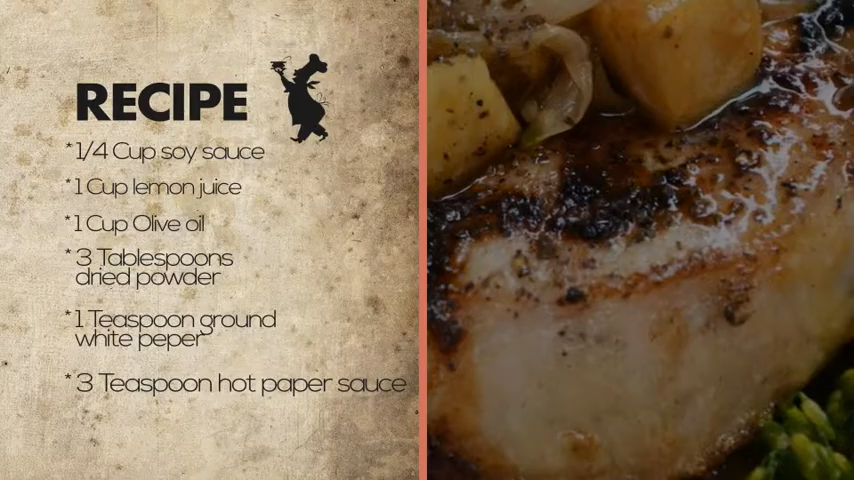 RECIPE
*1/4 Cup soy sauce
*1 Cup lemon juice
*1 Cup Olive oil
*3 Tablespoons
dried powder
*1 Teaspoon ground
white peper
*3 Teaspoon hot paper sauce